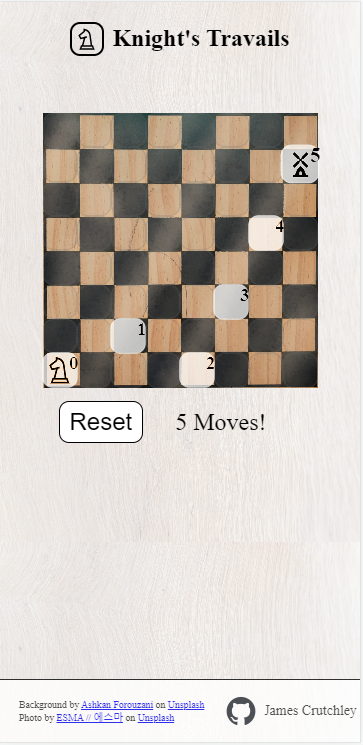 Knight's Travails
5
4
3
1
0
2
Reset
5 Moves!
Background by Ashkan Forouzani on Unsplash
Photo by ESMA // 에스마 on Unsplash
James Crutchley